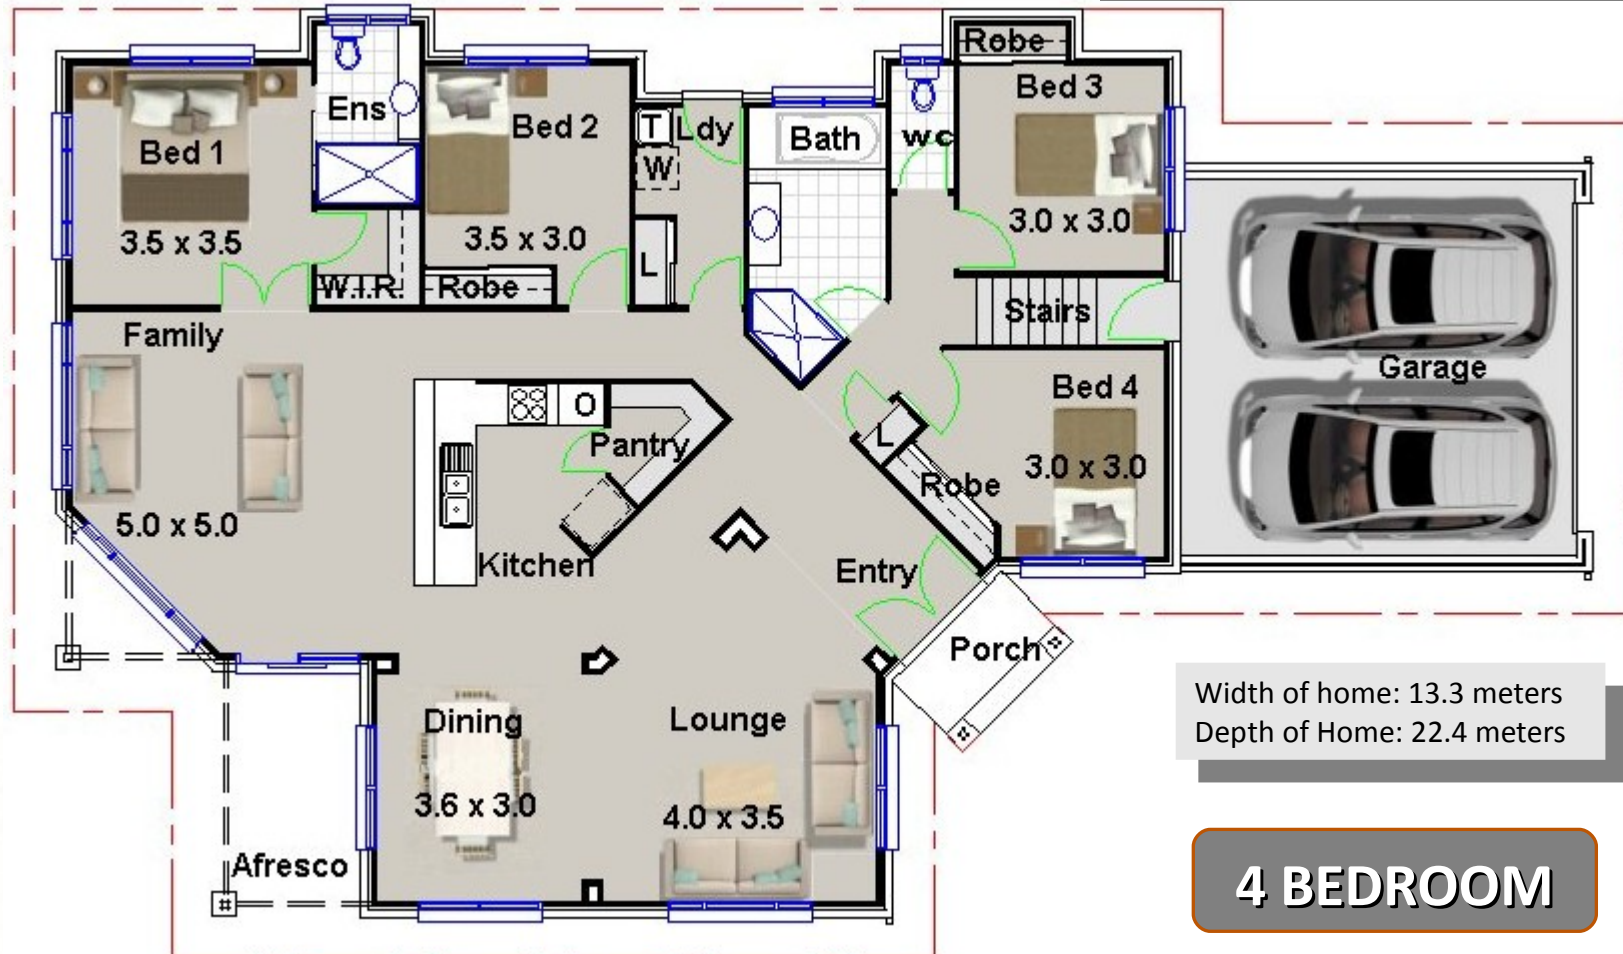 Robe
Bed 3
Ens
Bed 2
T
Ldy
Bath
wc
Bed 1
W
3.5 x 3.5
3.5 x 3.0
3.0 x 3.0
L
W.I.R.
Robe
Stairs
Family
Garage
Bed 4
O
Pantry
L
3.0 x 3.0
Robe
5.0 x 5.0
Kitchen
Entry
Porch
Width of home: 13.3 meters
Depth of Home: 22.4 meters
Dining
Lounge
3.6 x 3.0
4.0 x 3.5
Afresco
4 BEDROOM